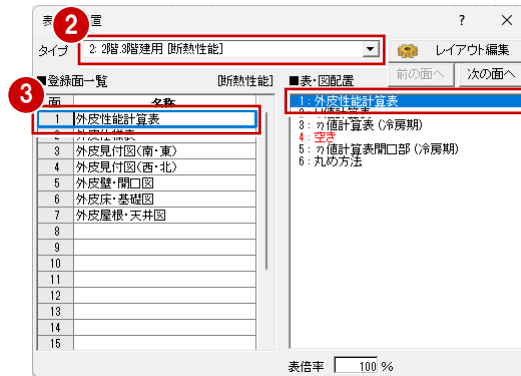 表
置
?
×
2
タイプ
2: 2階.3階建用 [断熱性能]
レイアウト編集
■登録面一覧
[断熱性能]
■表・図配置
前の面へ
次の面へ
3
面
名称
1 外皮性能計算表
2 外皮仕様表
3 外皮見付図(南・東)
4 外皮見付図(西・北)
5 外皮壁・開口図
6 外皮床・基礎図
7 外皮屋根・天井図
8
9
10
11
12
13
14
15
1: 外皮性能計算表
3: η値計算表 (冷房期)
4: 空き
5: η値計算表開口部 (冷房期)
6: 丸め方法
表倍率 100 %